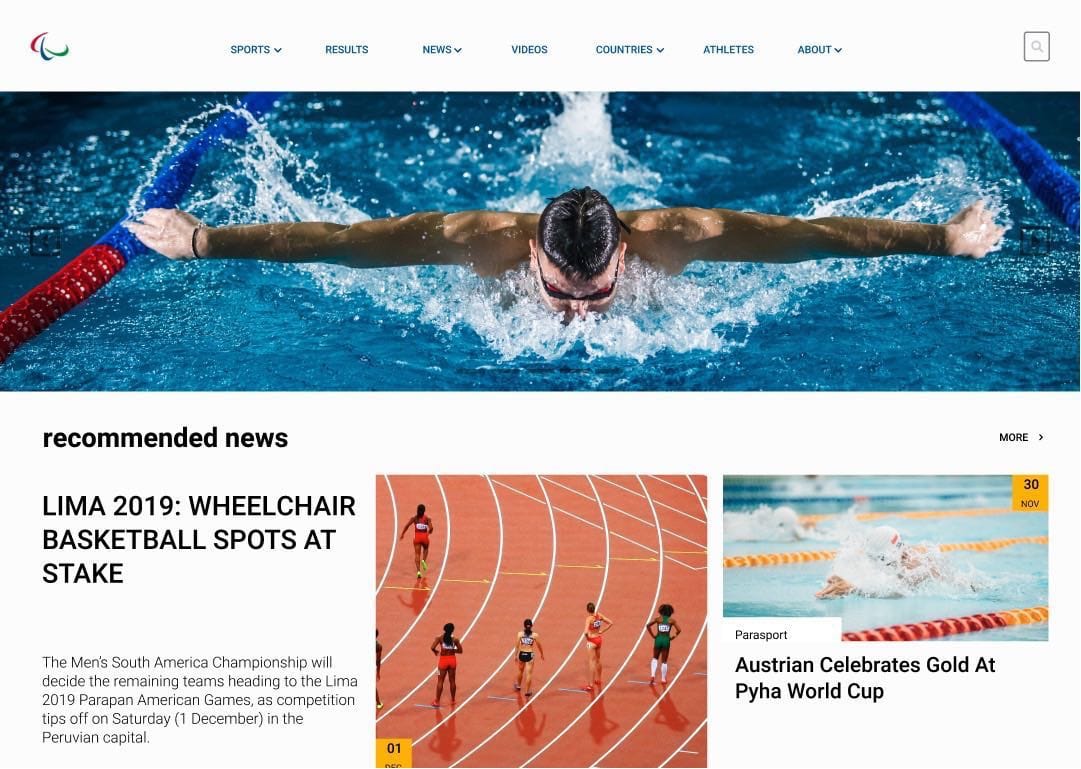 SPORTS
RESULTS
NEWS
VIDEOS
COUNTRIES
ATHLETES
ABOUT
recommended news
MORE
LIMA 2019: WHEELCHAIR
BASKETBALL SPOTS AT
STAKE
The Men's South America Championship will
decide the remaining teams heading to the Lima
2019 Parapan American Games, as competition
tips off on Saturday (1 December) in the
Peruvian capital.
01
DEC
30
NOV
Parasport
Austrian Celebrates Gold At
Pyha World Cup